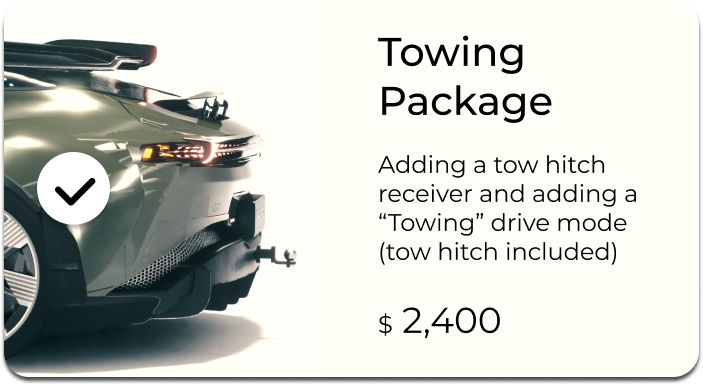 Towing
Package
Adding a tow hitch
receiver and adding a
“Towing” drive mode
(tow hitch included)
$ 2,400